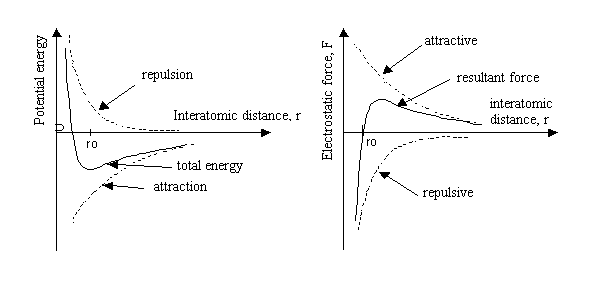 Potential energy
repulsion
Interatomic distance, r
0
ro
total energy
attraction
Electrostatic force, F
attractive
resultant force
interatomic
distance, r
ro
repulsive